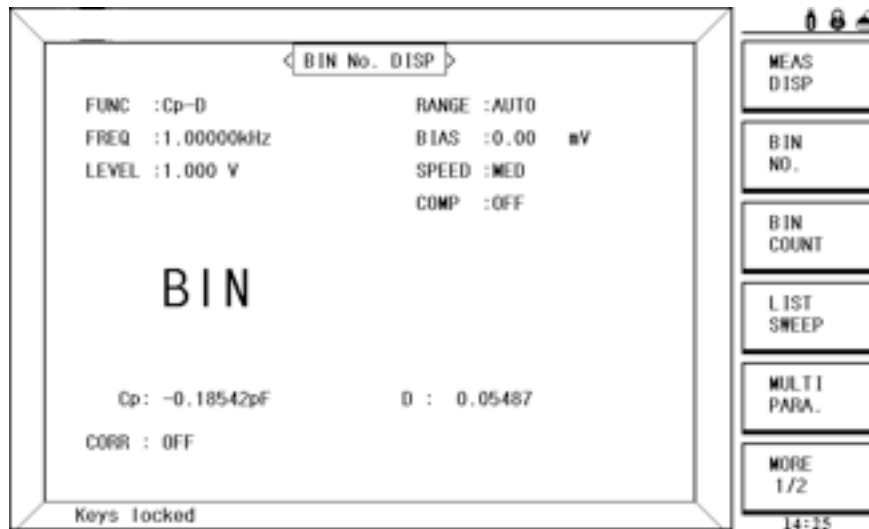 < BIN No. DISP >
FUNC :Cp-D RANGE :AUTO
FREQ :1.00000kHz BIAS :0.00 mV
LEVEL :1.000 V SPEED :MED
COMP :OFF
BIN
Cp: -0.18542pF D : 0.05487
CORR : OFF
Keys locked
MEAS
DISP
BIN
NO.
BIN
COUNT
LIST
SWEEP
MULTI
PARA.
MORE
1/2
14:25